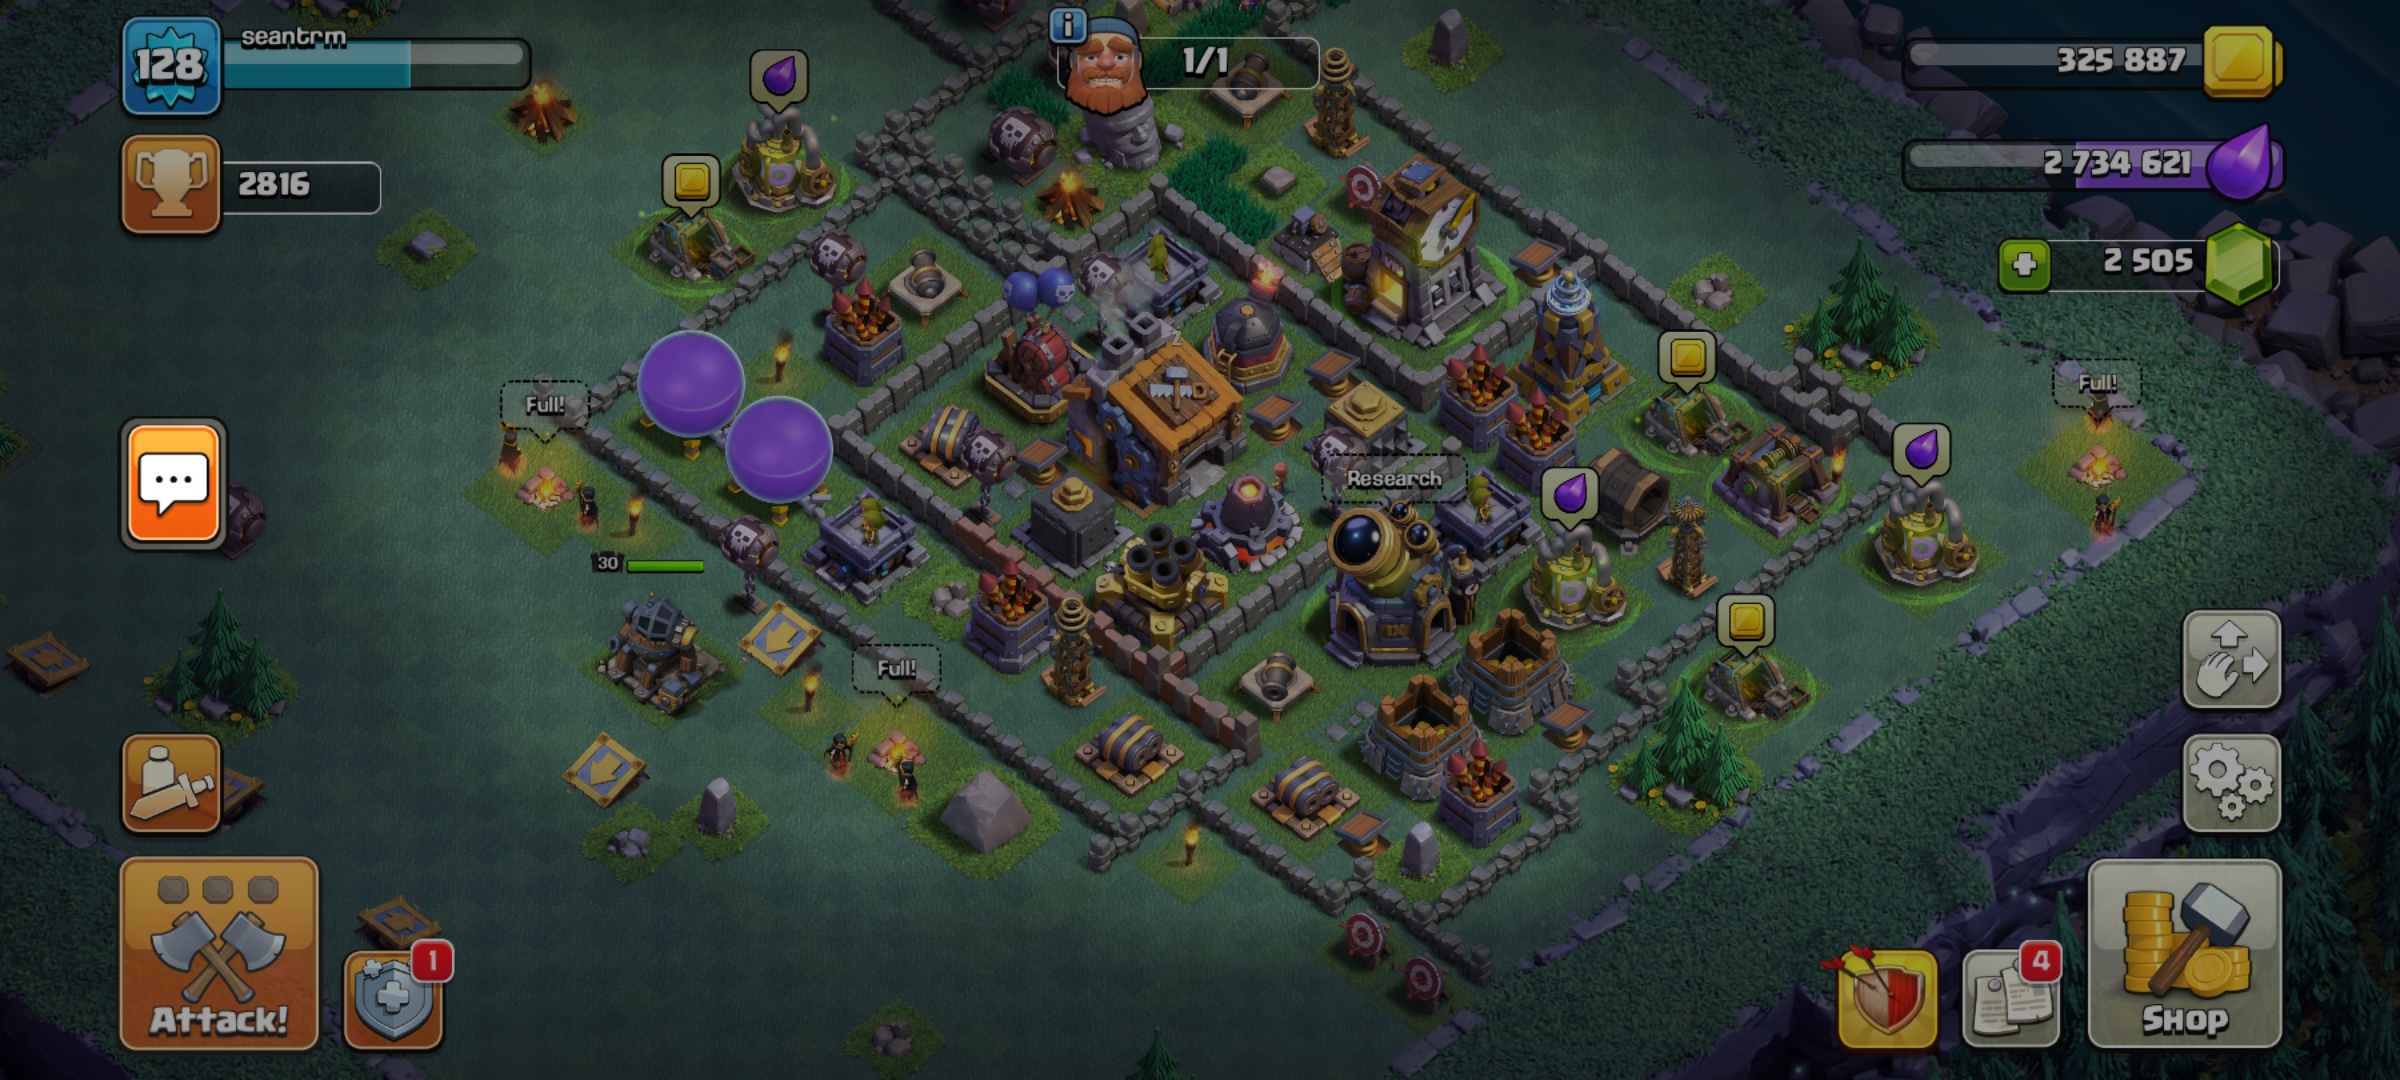 128
seantrm
i
1/1
325 887
2816
2 734 621
2 505
Full!
Full!
Research
30
Full!
IX
1
4
Attack!
Shop